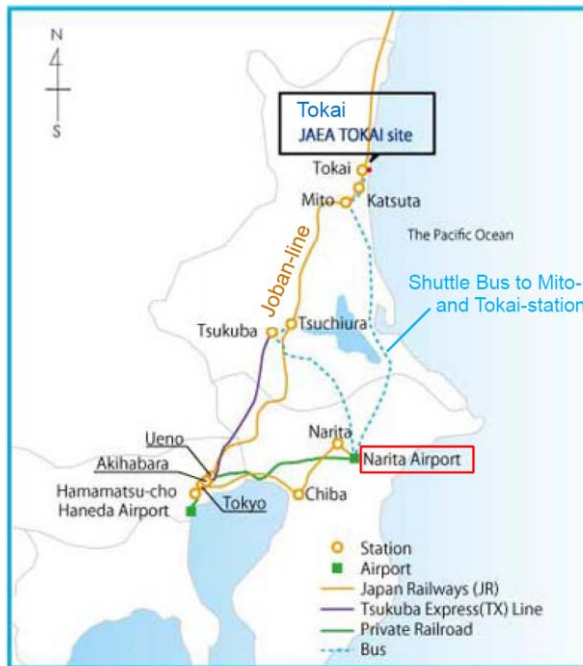 N
S
Tokai
JAEA TOKAI site
Tokai
Mito
Katsuta
The Pacific Ocean
Joban-line
Shuttle Bus to Mito-
and Tokai-station
Tsukuba
Tsuchiura
Ueno
Narita
Akihabara
Narita Airport
Hamamatsu-cho
Haneda Airport
Tokyo
Chiba
Station
Airport
Japan Railways (JR)
Tsukuba Express(TX) Line
Private Railroad
Bus